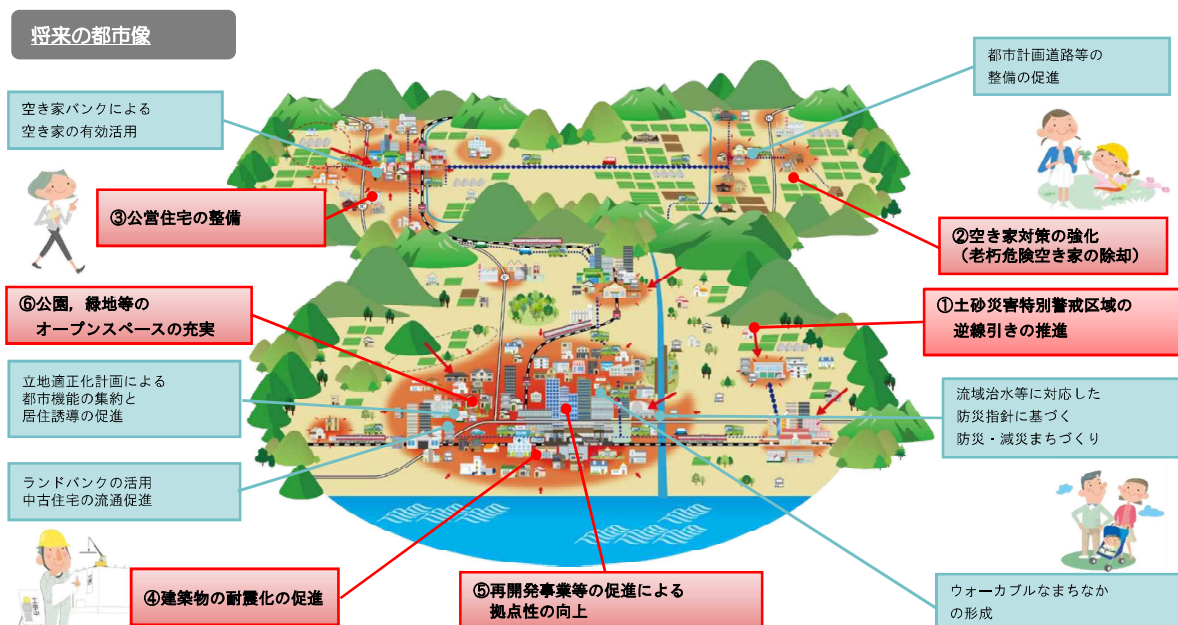 将来の都市像
都市計画道路等の
整備の促進
空き家バンクによる
空き家の有効活用
③公営住宅の整備
②空き家対策の強化
（老朽危険空き家の除却）
⑥公園，緑地等の
オープンスペースの充実
①土砂災害特別警戒区域の
逆線引きの推進
立地適正化計画による
都市機能の集約と
居住誘導の促進
流域治水等に対応した
防災指針に基づく
防災・減災まちづくり
ランドバンクの活用
中古住宅の流通促進
④建築物の耐震化の促進
⑤再開発事業等の促進による
拠点性の向上
ウォーカブルなまちなか
の形成
工事中